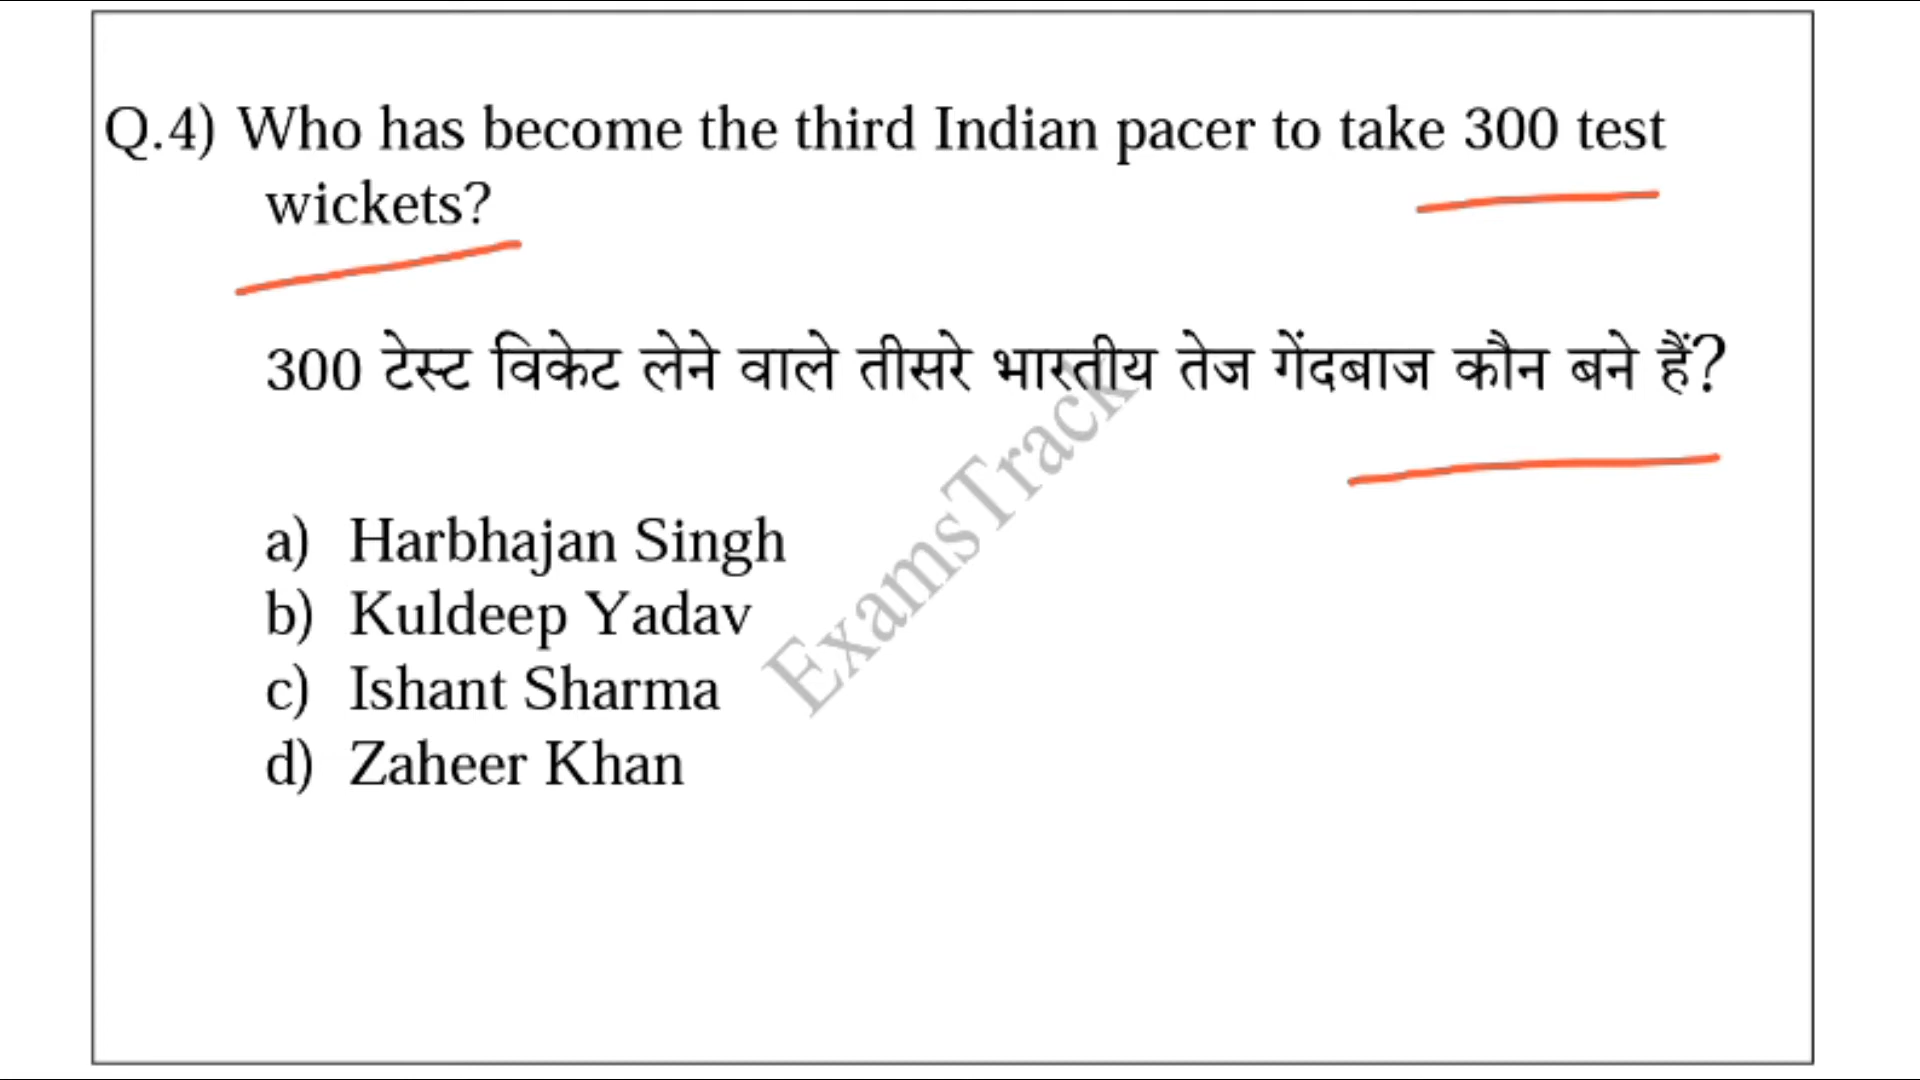 Q.4) Who has become the third Indian pacer to take 300 test
wickets?
300 टेस्ट विकेट लेने वाले तीसरे भारतीय तेज गेंदबाज कौन बने हैं?
a) Harbhajan Singh
b) Kuldeep Yadav
c) Ishant Sharma
d) Zaheer Khan
ExamsTrack